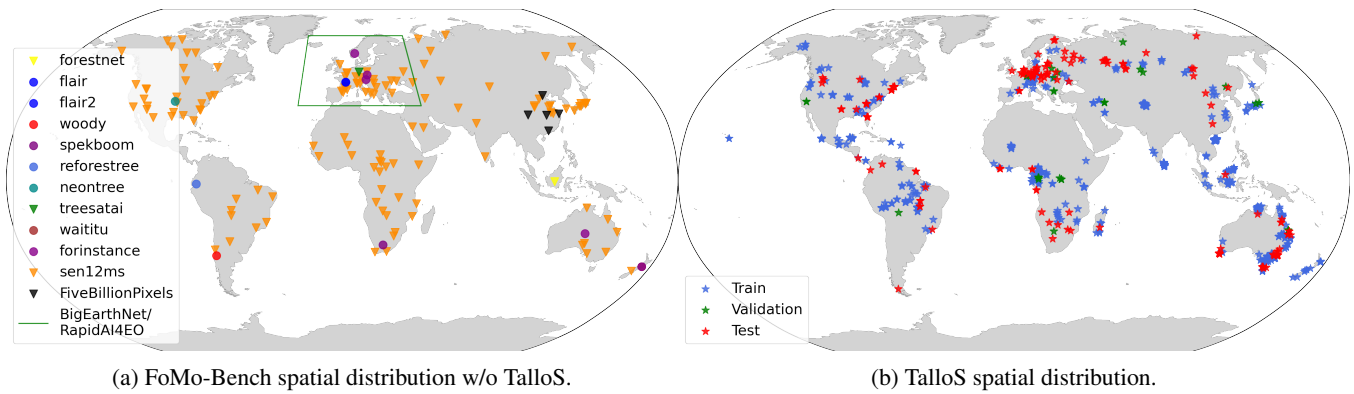 forestnet
flair
flair2
woody
spekboom
reforestree
neontree
treesatai
waititu
forinstance
sen12ms
FiveBillionPixels
BigEarthNet/
RapidAI4EO
(a) FoMo-Bench spatial distribution w/o TalloS.
Train
Validation
Test
(b) TalloS spatial distribution.